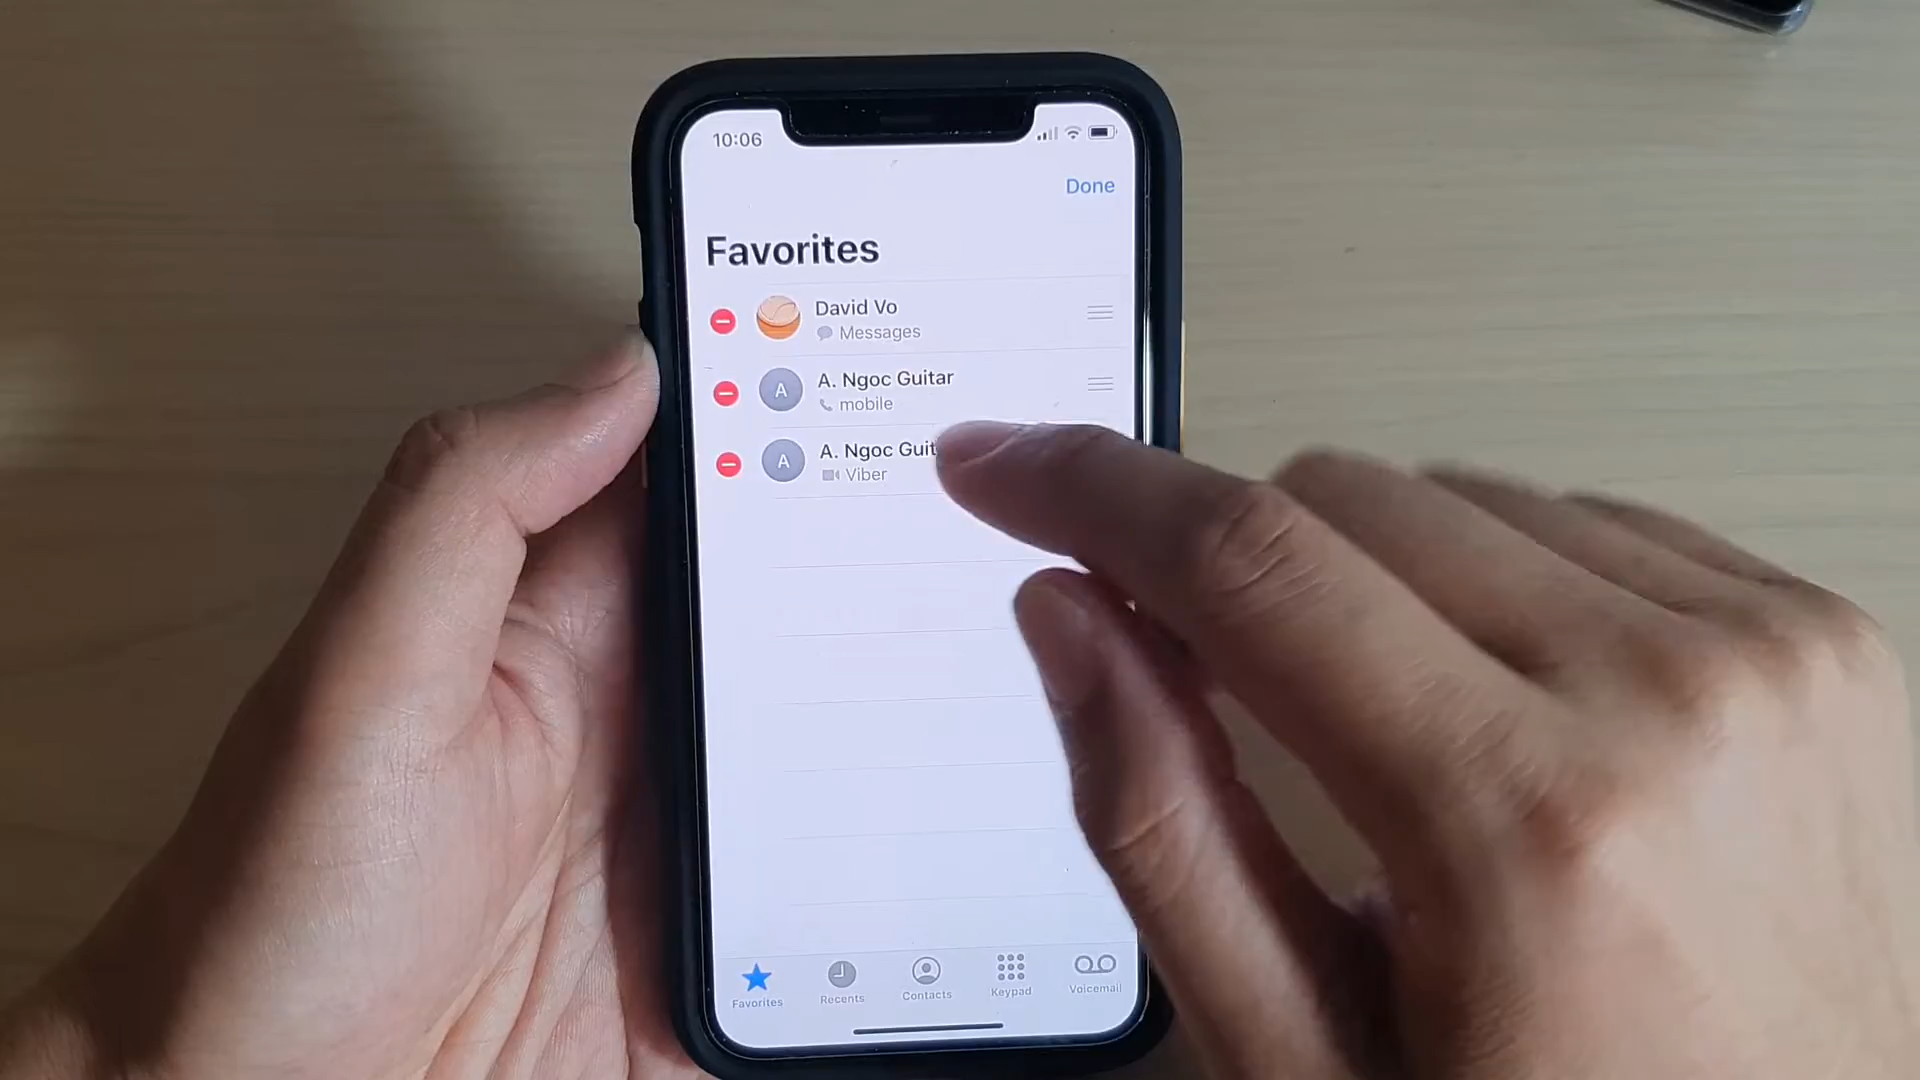 10:06
Done
Favorites
David Vo
Messages
A
A. Ngoc Guitar
mobile
A
A. Ngoc Guit
Viber
Favorites
Recents
Contacts
Keypad
Voicemail